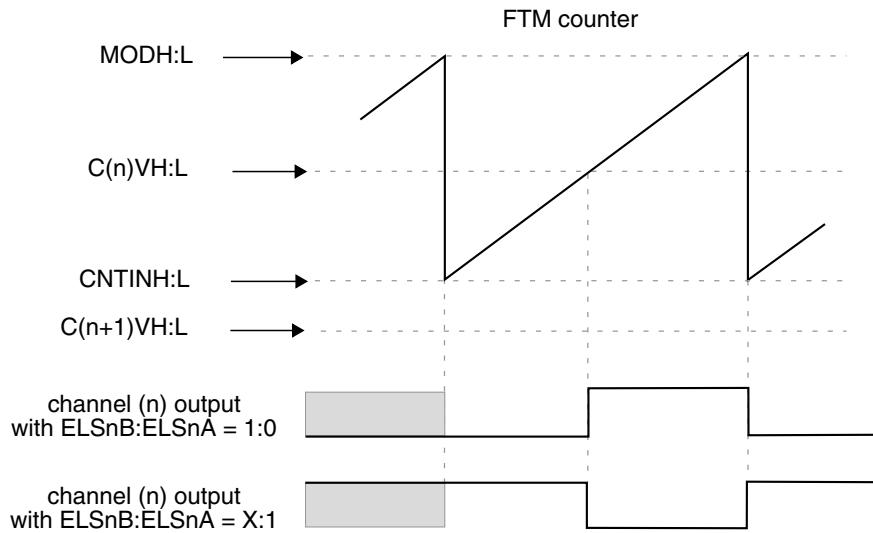 FTM counter
MODH:L
C(n)VH:L
CNTINH:L
C(n+1)VH:L
channel (n) output
with ELSnB:ELSnA = 1:0
channel (n) output
with ELSnB:ELSnA = X:1